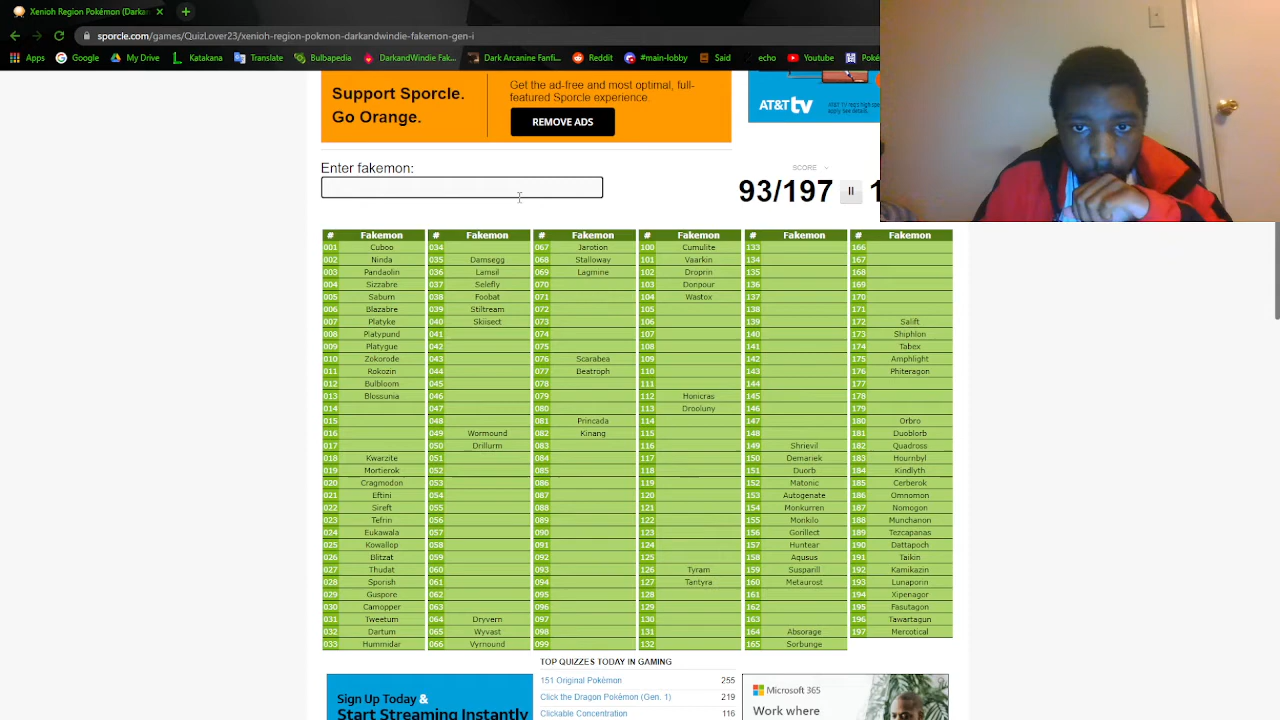 Xenioh Region Pokémon (Darka
sporcle.com/games/QuizLover23/xenioh-region-pokmon-darkandwindie-fakemon-gen-i
Apps Google My Drive Katakana Translate Bulbapedia DarkandWindie Fak... Dark Arcanine Fanfi... Reddit #main-lobby Said echo Youtube Poké
Support Sporcle.
Go Orange.
Get the ad-free and most optimal, full-
featured Sporcle experience.
REMOVE ADS
AT&T tv
Enter fakemon:
SCORE
93/197
# Fakemon # Fakemon # Fakemon # Fakemon # Fakemon # Fakemon
001 Cuboo 034 067 Jarotion 100 Cumulite 133 166
002 Ninda 035 Damsegg 068 Stalloway 101 Vaarkin 134 167
003 Pandaolin 036 Lamsil 069 Lagmine 102 Droprin 135 168
004 Sizzabre 037 Selefly 070 103 Donpour 136 169
005 Saburn 038 Foobat 071 104 Wastox 137 170
006 Blazabre 039 Stiltream 072 105 138 171
007 Platyke 040 Skiisect 073 106 139 172 Salift
008 Platypund 041 074 107 140 173 Shiphlon
009 Platygue 042 075 108 141 174 Tabex
010 Zokorode 043 076 Scarabea 109 142 175 Amphlight
011 Rokozin 044 077 Beatroph 110 143 176 Phiteragon
012 Bulbloom 045 078 111 144 177
013 Blossunia 046 079 112 Honicras 145 178
014 047 080 113 Drooluny 146 179
015 048 081 Princada 114 147 180 Orbro
016 049 Wormound 082 Kinang 115 148 181 Duoblorb
017 050 Drillurm 083 116 149 Shrievil 182 Quadross
018 Kwarzite 051 084 117 150 Demariek 183 Hournbyl
019 Mortierok 052 085 118 151 Duorb 184 Kindlyth
020 Cragmodon 053 086 119 152 Matonic 185 Cerberok
021 Eftini 054 087 120 153 Autogenate 186 Omnomon
022 Sireft 055 088 121 154 Monkurren 187 Nomogon
023 Tefrin 056 089 122 155 Monkilo 188 Munchanon
024 Eukawala 057 090 123 156 Gorillect 189 Tezcapanas
025 Kowallop 058 091 124 157 Huntear 190 Dattapoch
026 Blitzat 059 092 125 158 Agusus 191 Taikin
027 Thudat 060 093 126 Tyram 159 Susparill 192 Kamikazin
028 Sponsh 061 094 127 Tantyra 160 Metaurost 193 Lunaporin
029 Guspore 062 095 128 161 194 Xipenagor
030 Camopper 063 096 129 162 195 Fasutagon
031 Tweetum 064 Dryvern 097 130 163 196 Tawartagun
032 Dartum 065 Wyvast 098 131 164 Absorage 197 Mercotical
033 Hummidar 066 Vyrnound 099 132 165 Sorbunge
TOP QUIZZES TODAY IN GAMING
151 Original Pokémon 255
Click the Dragon Pokémon (Gen. 1) 219
Clickable Concentration 116
Sign Up Today &
Start Streaming Instantly
Microsoft 365
Work where